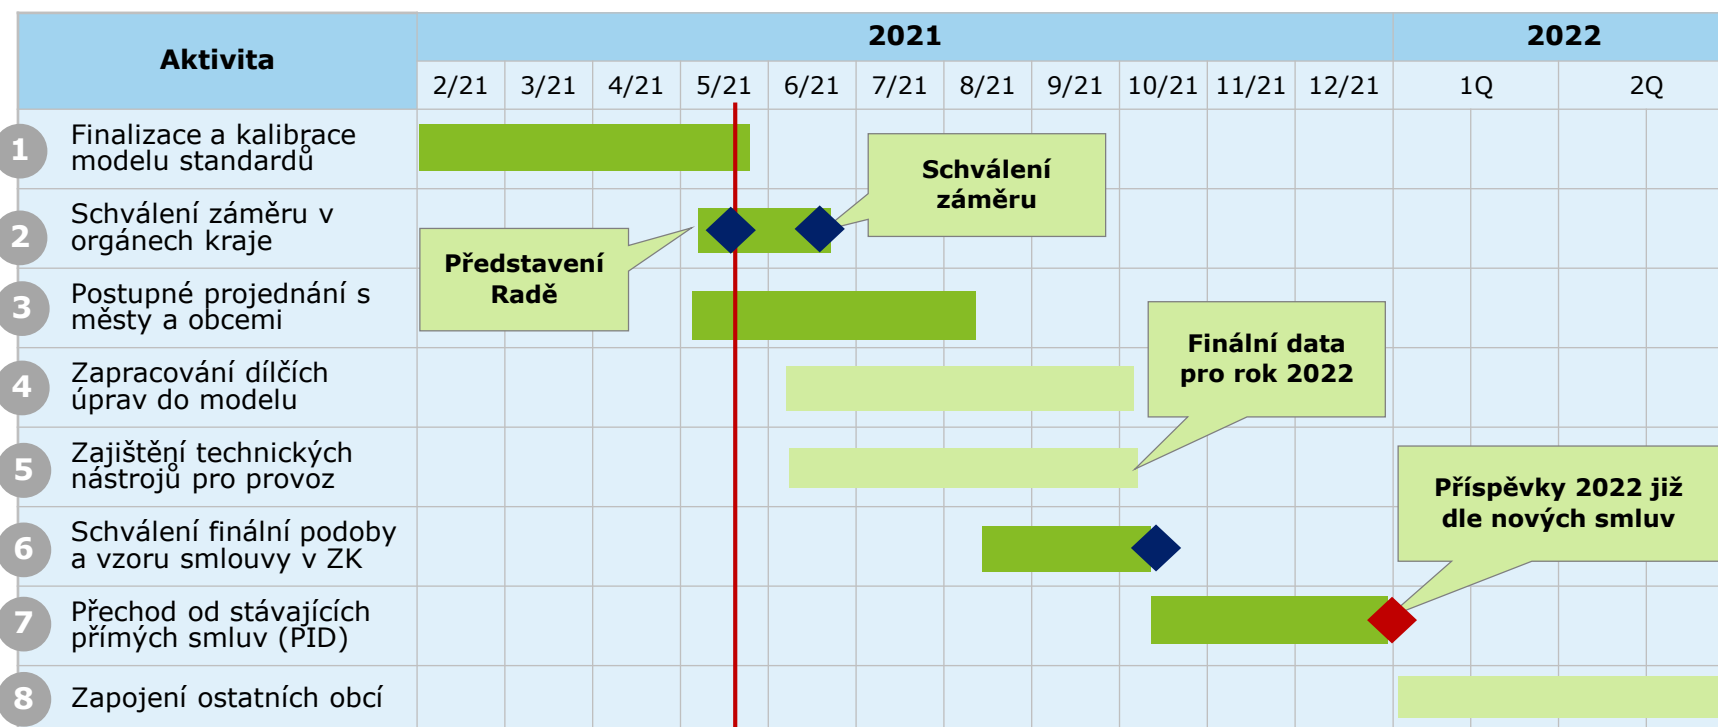 Aktivita
2021
2022
2/21
3/21
4/21
5/21
6/21
7/21
8/21
9/21
10/21
11/21
12/21
1Q
2Q
1
Finalizace a kalibrace
modelu standardů
2
Schválení záměru v
orgánech kraje
Představení
Radě
Schválení
záměru
3
Postupné projednání s
městy a obcemi
4
Zapracování dílčích
úprav do modelu
Finální data
pro rok 2022
5
Zajištění technických
nástrojů pro provoz
6
Schválení finální podoby
a vzoru smlouvy v ZK
Příspěvky 2022 již
dle nových smluv
7
Přechod od stávajících
přímých smluv (PID)
8
Zapojení ostatních obcí